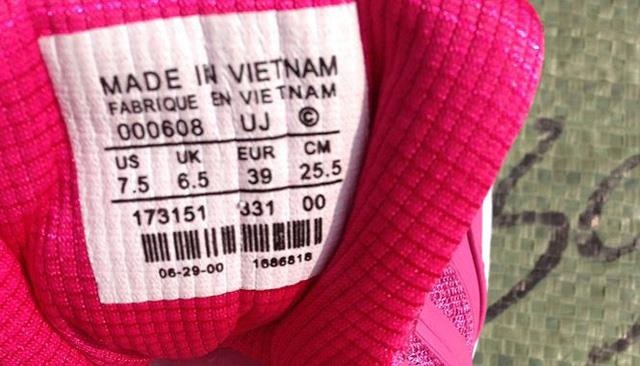 MADE IN VIETNAM
FABRIQUE EN VIETNAM
000608 UJ ©
US UK EUR CM
7.5 6.5 39 25.5
173151 331 00
06-29-00 1686816